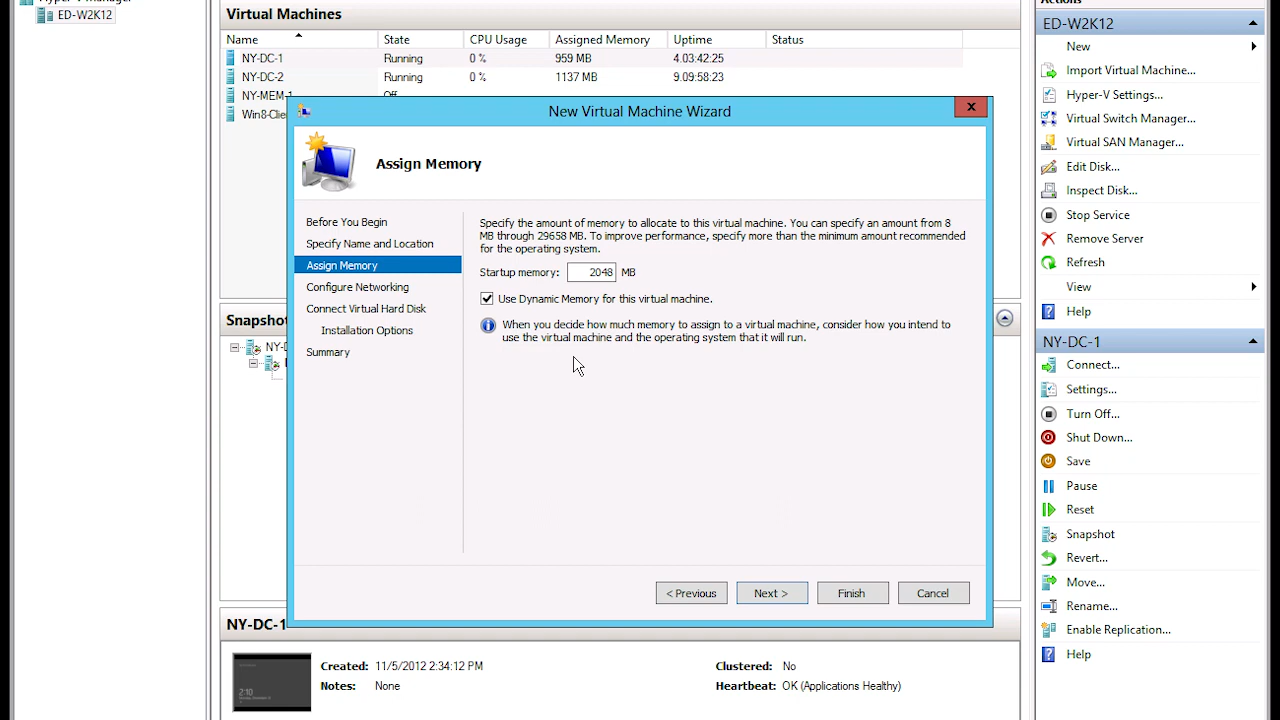 ED-W2K12
Virtual Machines
Name State CPU Usage Assigned Memory Uptime Status
NY-DC-1 Running 0 % 959 MB 4.03:42:25
NY-DC-2 Running 0 % 1137 MB 9.09:58:23
NY-MEM-1 Off
Win8-Clie
New Virtual Machine Wizard
Assign Memory
Before You Begin
Specify Name and Location
Assign Memory
Configure Networking
Connect Virtual Hard Disk
Installation Options
Summary
Specify the amount of memory to allocate to this virtual machine. You can specify an amount from 8
MB through 29658 MB. To improve performance, specify more than the minimum amount recommended
for the operating system.
Startup memory: 2048 MB
Use Dynamic Memory for this virtual machine.
When you decide how much memory to assign to a virtual machine, consider how you intend to
use the virtual machine and the operating system that it will run.
< Previous Next > Finish Cancel
Snapshot
NY-D
NY-DC-1
Created: 11/5/2012 2:34:12 PM Clustered: No
Notes: None Heartbeat: OK (Applications Healthy)
2:10
Actions
ED-W2K12
New
Import Virtual Machine...
Hyper-V Settings...
Virtual Switch Manager...
Virtual SAN Manager...
Edit Disk...
Inspect Disk...
Stop Service
Remove Server
Refresh
View
Help
NY-DC-1
Connect...
Settings...
Turn Off...
Shut Down...
Save
Pause
Reset
Snapshot
Revert...
Move...
Rename...
Enable Replication...
Help